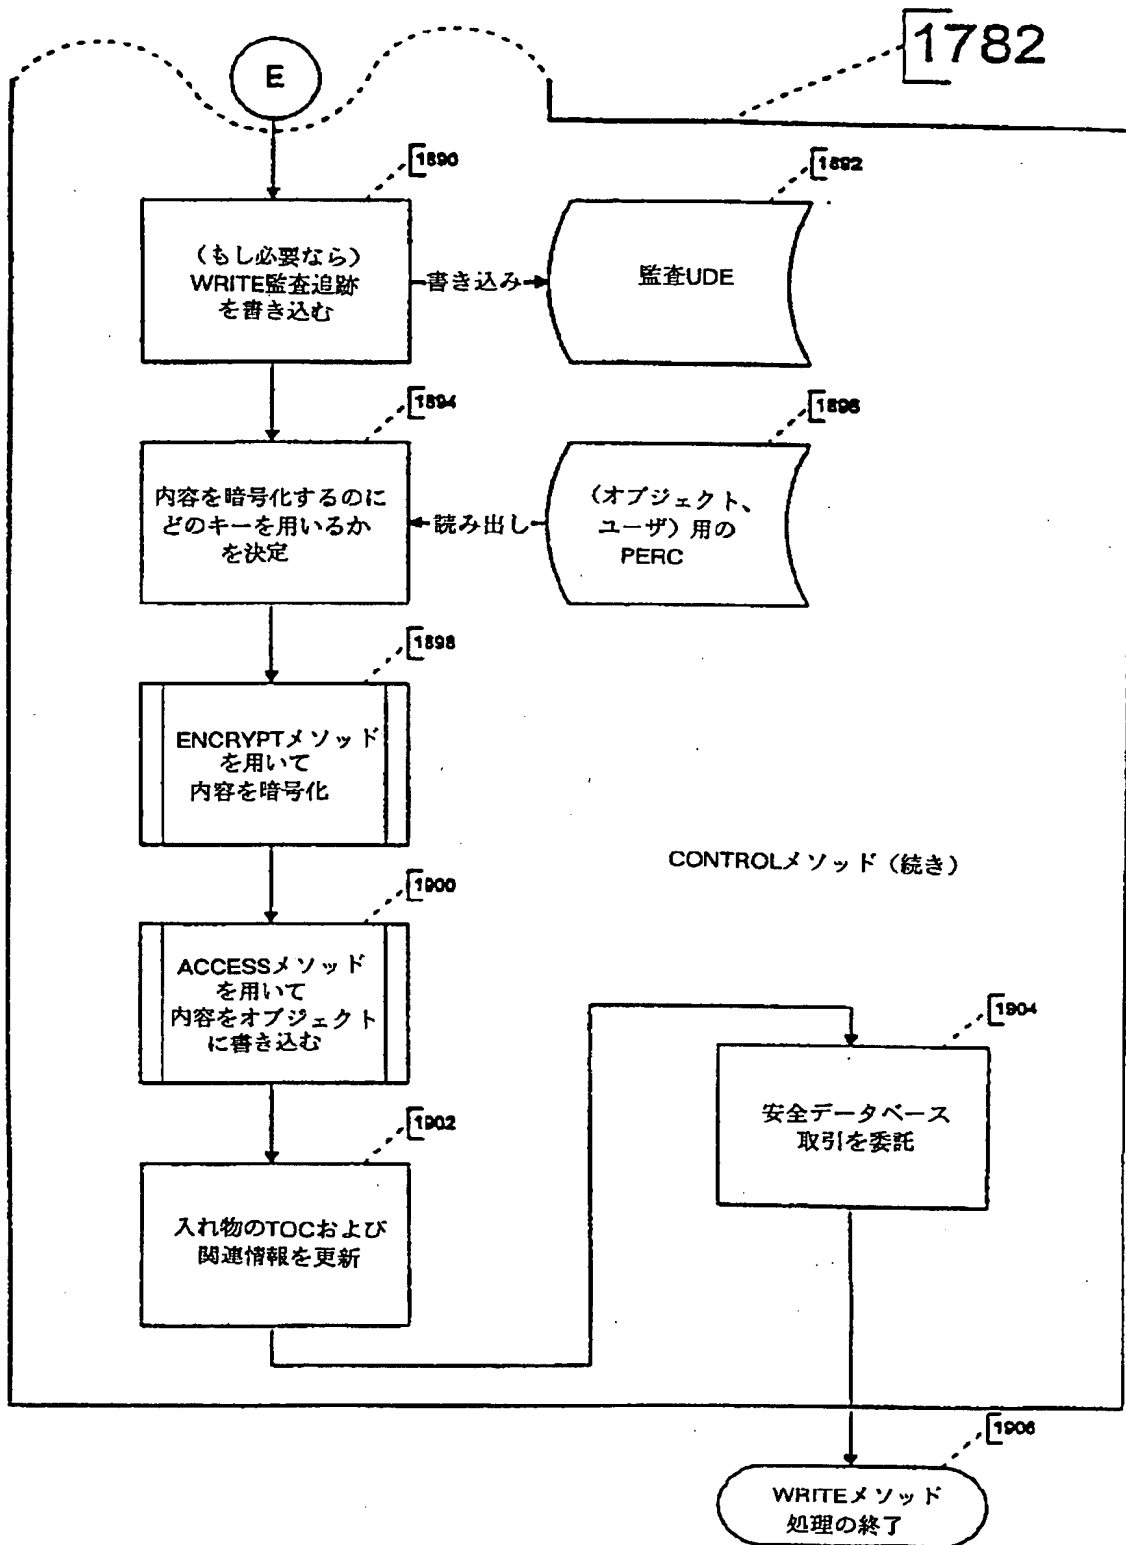 1782
E
1890
(もし必要なら)
WRITE監査追跡
を書き込む
書き込み
1892
監査UDE
1894
内容を暗号化するのに
どのキーを用いるか
を決定
読み出し
1896
(オブジェクト、
ユーザ)用の
PERC
1898
ENCRYPTメソッド
を用いて
内容を暗号化
CONTROLメソッド(続き)
1900
ACCESSメソッド
を用いて
内容をオブジェクト
に書き込む
1902
入れ物のTOCおよび
関連情報を更新
1904
安全データベース
取引を委託
1906
WRITEメソッド
処理の終了